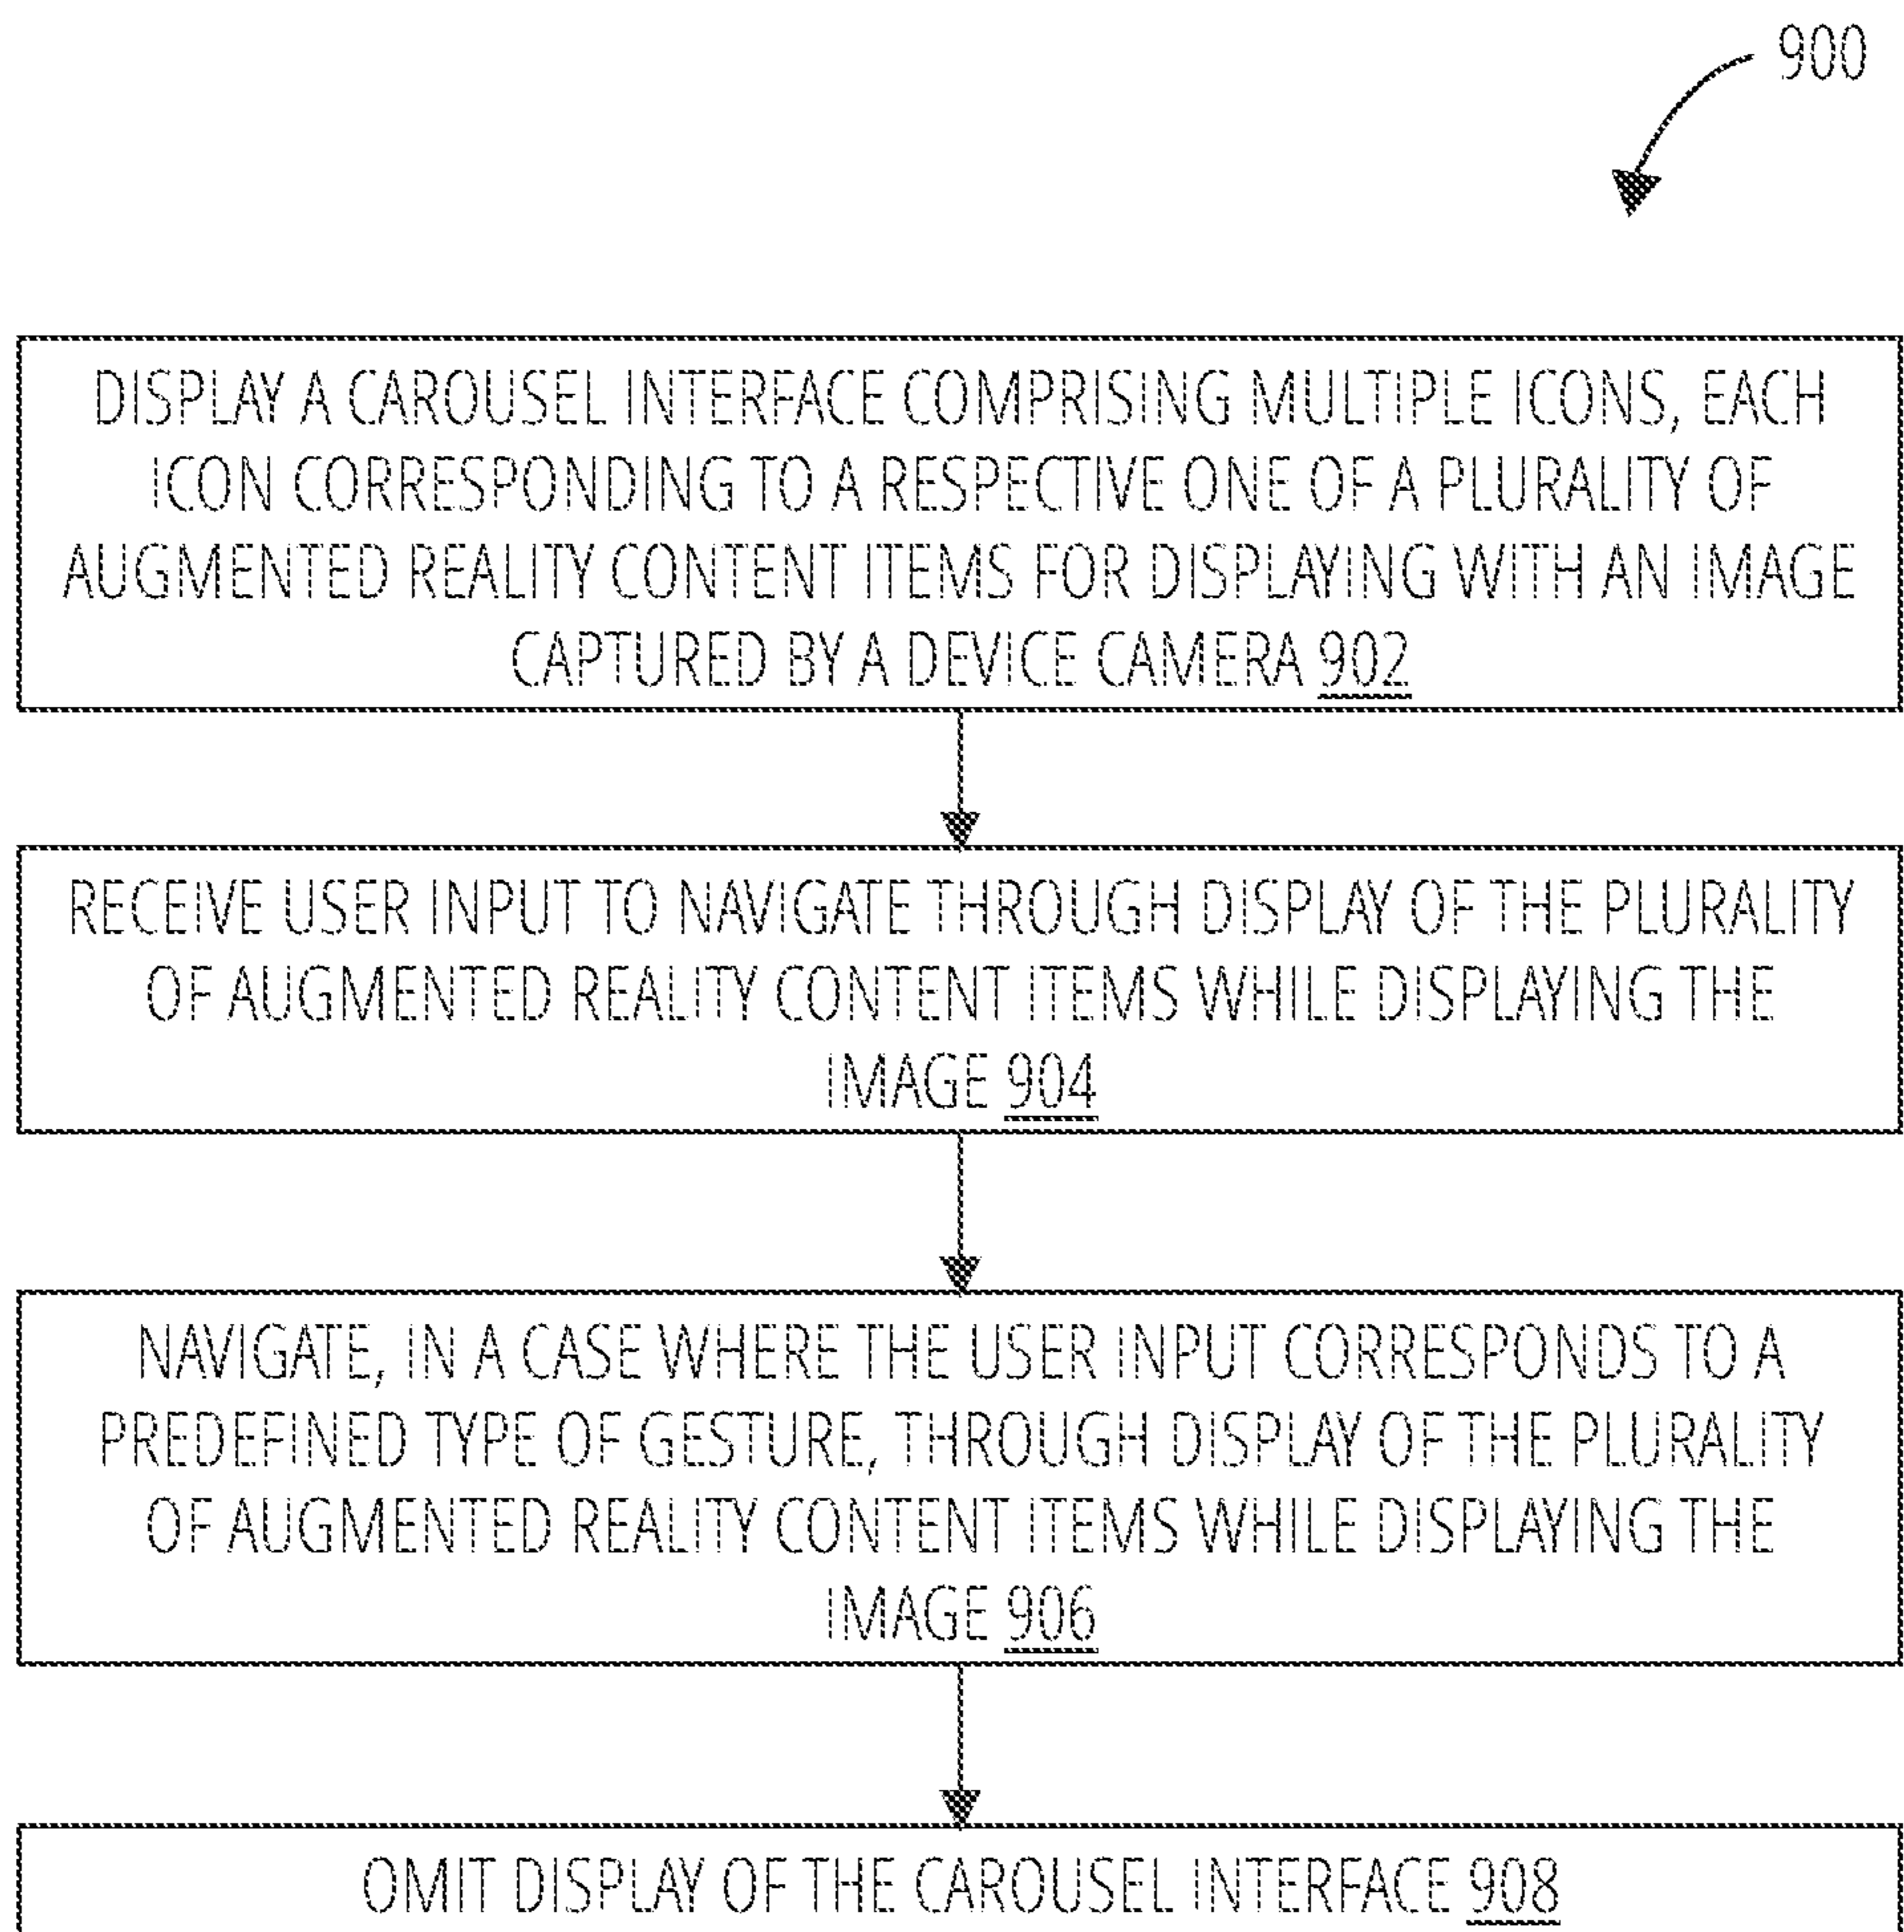 900
DISPLAY A CAROUSEL INTERFACE COMPRISING MULTIPLE ICONS, EACH
ICON CORRESPONDING TO A RESPECTIVE ONE OF A PLURALITY OF
AUGMENTED REALITY CONTENT ITEMS FOR DISPLAYING WITH AN IMAGE
CAPTURED BY A DEVICE CAMERA 902
RECEIVE USER INPUT TO NAVIGATE THROUGH DISPLAY OF THE PLURALITY
OF AUGMENTED REALITY CONTENT ITEMS WHILE DISPLAYING THE
IMAGE 904
NAVIGATE, IN A CASE WHERE THE USER INPUT CORRESPONDS TO A
PREDEFINED TYPE OF GESTURE, THROUGH DISPLAY OF THE PLURALITY
OF AUGMENTED REALITY CONTENT ITEMS WHILE DISPLAYING THE
IMAGE 906
OMIT DISPLAY OF THE CAROUSEL INTERFACE 908